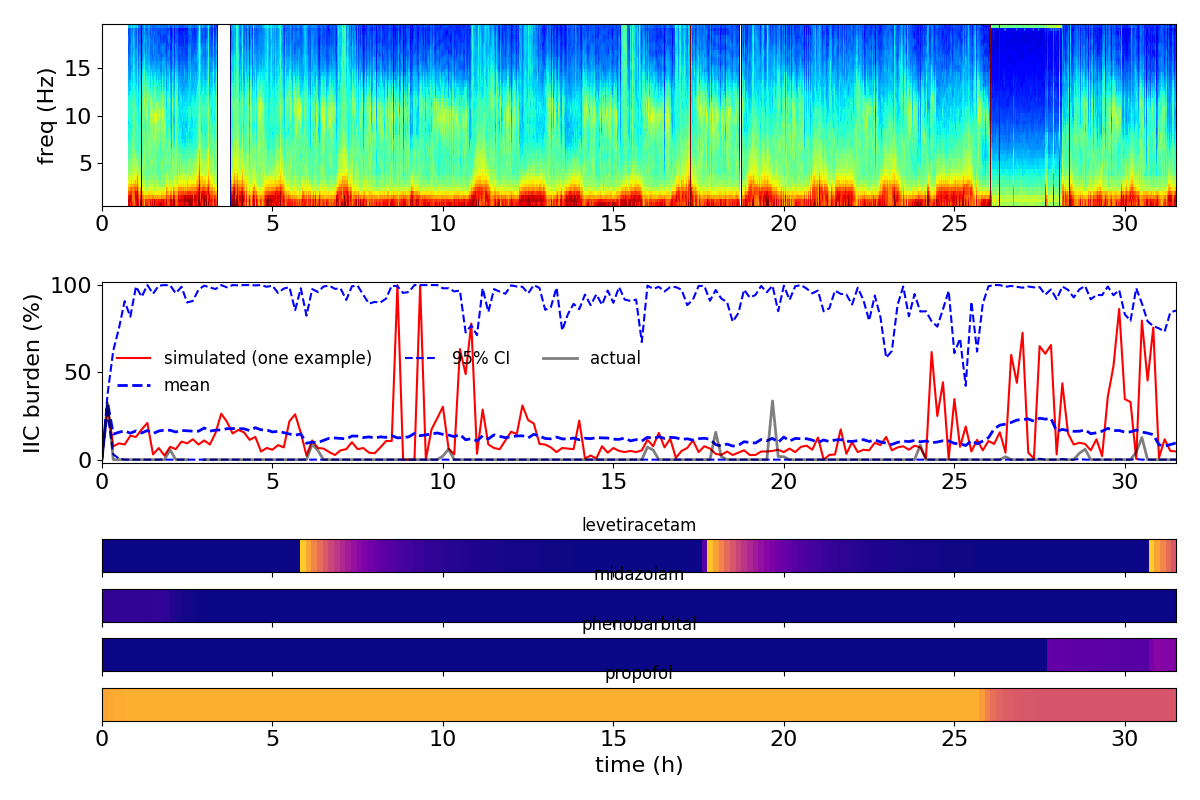 freq (Hz)
15
10
5
0 5 10 15 20 25 30
IIC burden (%)
100
50
0
simulated (one example) 95% CI actual
mean
0 5 10 15 20 25 30
levetiracetam
midazolam
phenobarbital
propofol
0 5 10 15 20 25 30
time (h)